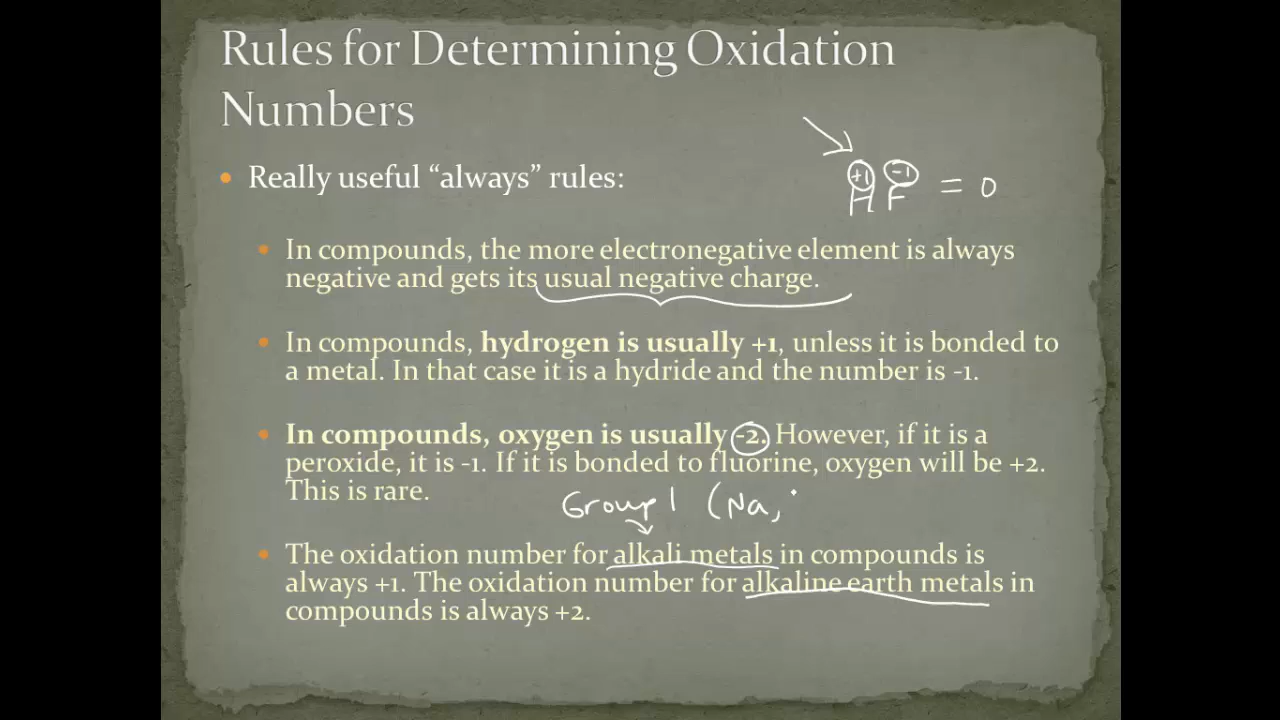 Rules for Determining Oxidation
Numbers
• Really useful “always” rules:
+1 -1
H F = 0
• In compounds, the more electronegative element is always
negative and gets its usual negative charge.
• In compounds, hydrogen is usually +1, unless it is bonded to
a metal. In that case it is a hydride and the number is -1.
• In compounds, oxygen is usually -2. However, if it is a
peroxide, it is -1. If it is bonded to fluorine, oxygen will be +2.
This is rare.
Group 1 (Na,
• The oxidation number for alkali metals in compounds is
always +1. The oxidation number for alkaline earth metals in
compounds is always +2.